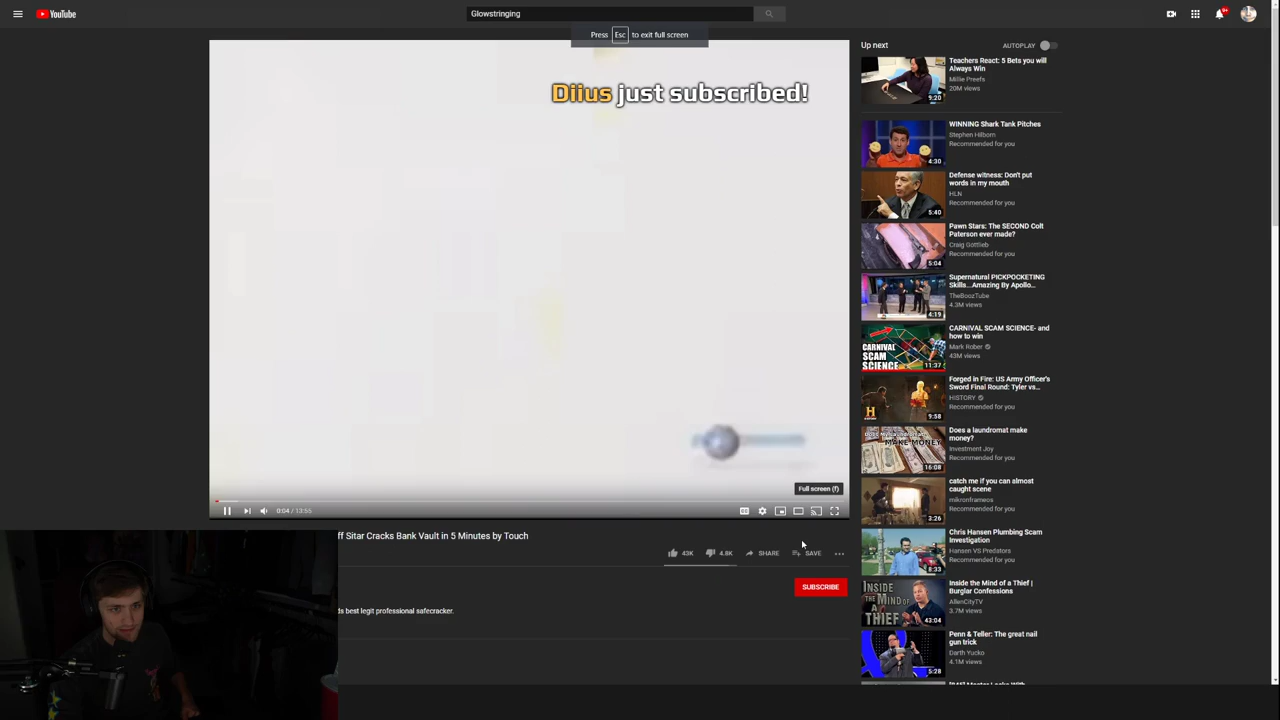 YouTube
Glowstringing
9+
Press Esc to exit full screen
Diius just subscribed!
Full screen (f)
0:04 / 13:55
ff Sitar Cracks Bank Vault in 5 Minutes by Touch
43K
4.8K
SHARE
SAVE
SUBSCRIBE
ds best legit professional safecracker.
Up next
AUTOPLAY
Teachers React: 5 Bets you will
Always Win
Millie Preefs
20M views
9:20
WINNING Shark Tank Pitches
Stephen Hilbom
Recommended for you
4:30
Defense witness: Don't put
words in my mouth
HLN
Recommended for you
5:40
Pawn Stars: The SECOND Colt
Paterson ever made?
Craig Gottlieb
Recommended for you
5:04
Supernatural PICKPOCKETING
Skills...Amazing By Apollo...
TheBoozTube
4.3M views
4:19
CARNIVAL SCAM SCIENCE- and
how to win
Mark Rober
43M views
CARNIVAL
SCAM
SCIENCE
11:37
Forged in Fire: US Army Officer's
Sword Final Round: Tyler vs...
HISTORY
Recommended for you
H
9:58
Does a laundromat make
money?
Investment Joy
Recommended for you
MAKE MONEY
16:08
catch me if you can almost
caught scene
mikronframeos
Recommended for you
3:26
Chris Hansen Plumbing Scam
Investigation
Hansen VS Predators
Recommended for you
8:33
Inside the Mind of a Thief |
Burglar Confessions
AllenCityTV
3.7M views
INSIDE
THE MIND
OF A
THIEF
43:04
Penn & Teller: The great nail
gun trick
Darth Yucko
4.1M views
5:28